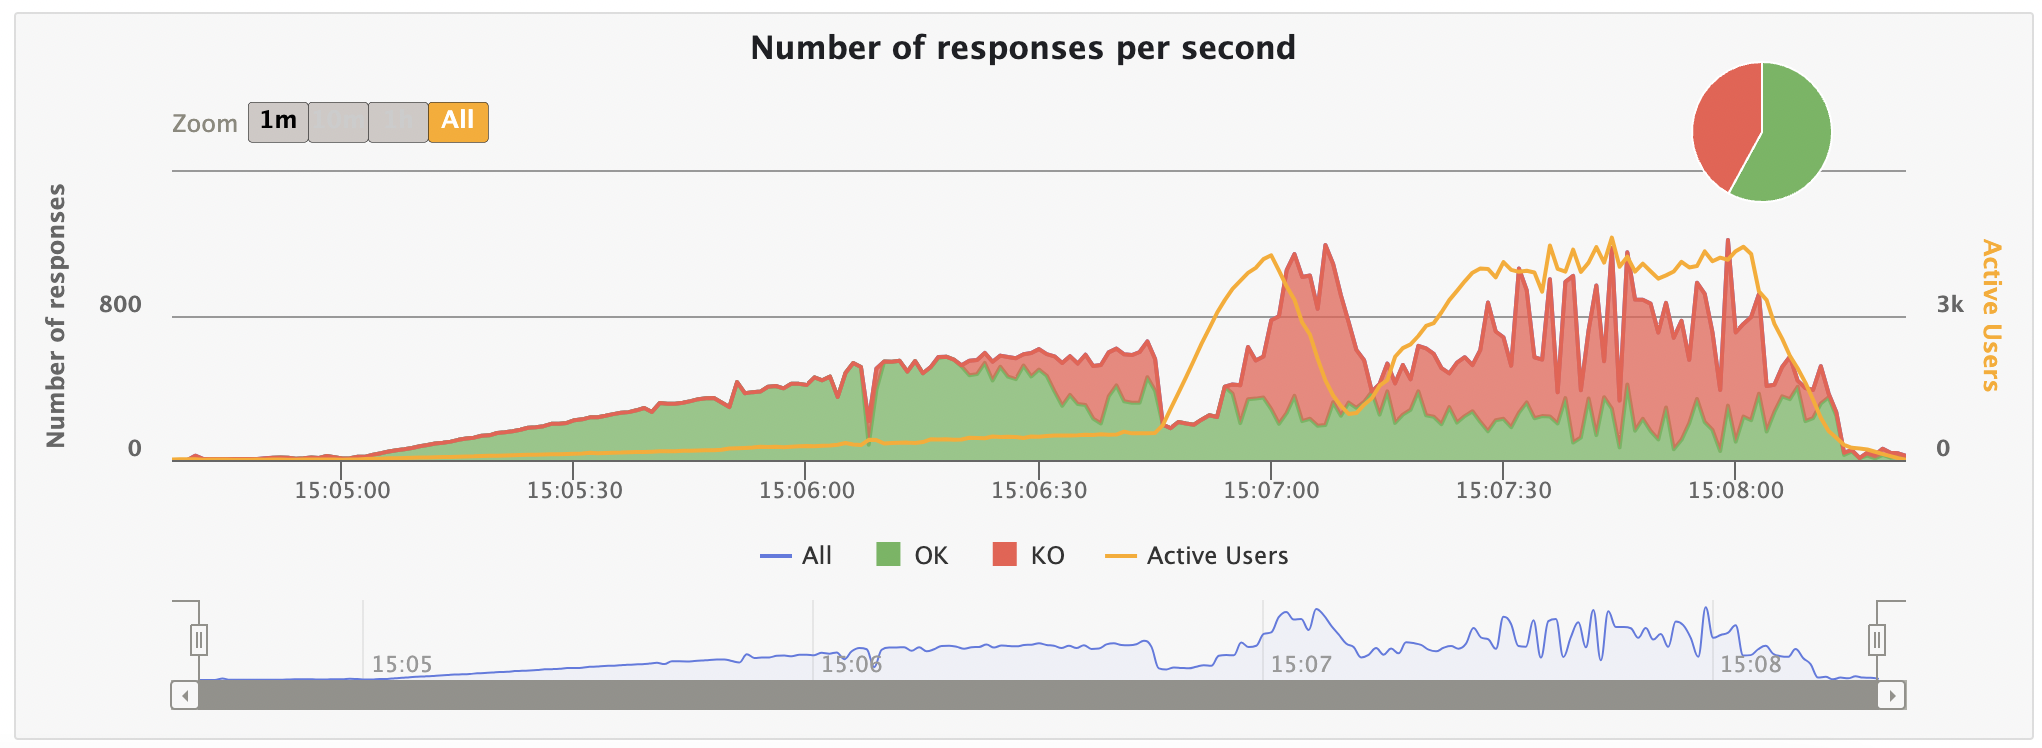 Number of responses per second
Zoom 1m 10m 1h All
Number of responses
800
0
3k
0
Active Users
15:05:00 15:05:30 15:06:00 15:06:30 15:07:00 15:07:30 15:08:00
All OK KO Active Users
15:05 15:06 15:07 15:08